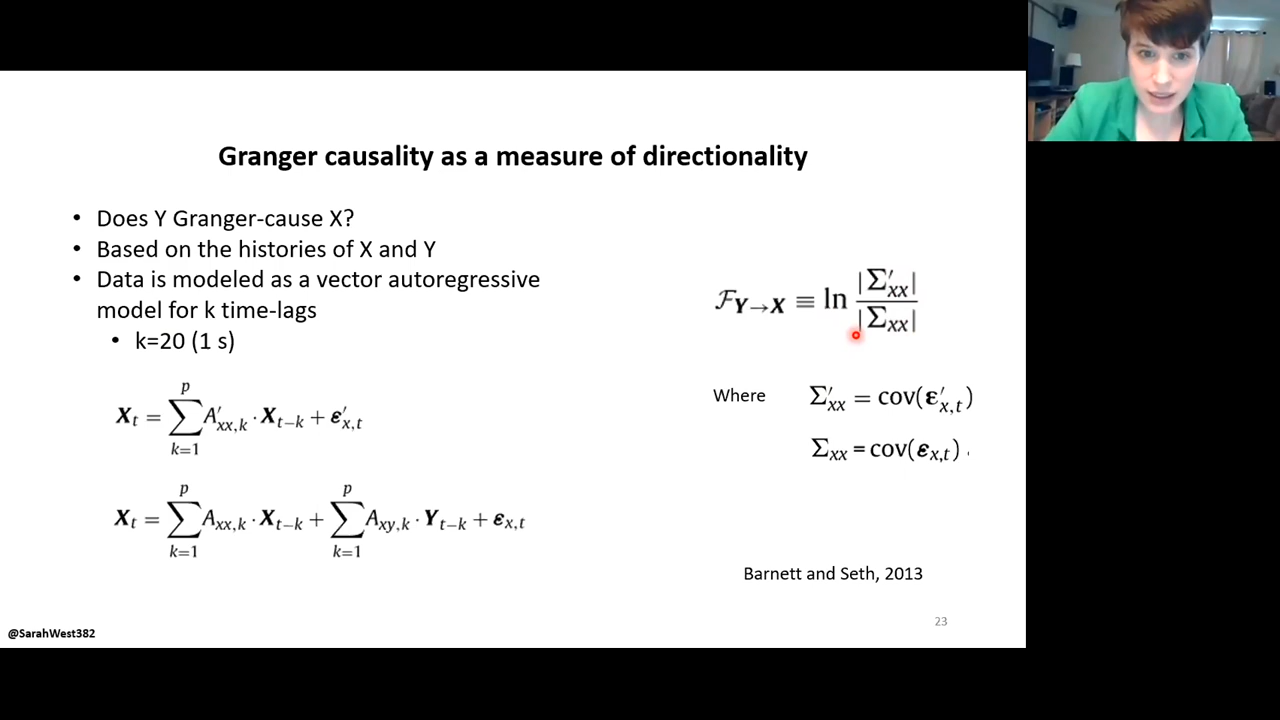 Granger causality as a measure of directionality
• Does Y Granger-cause X?
• Based on the histories of X and Y
• Data is modeled as a vector autoregressive
model for k time-lags
• k=20 (1 s)
𝓕_{Y→X} ≡ ln |Σ′_{xx}| / |Σ_{xx}|
X_t = ∑_{k=1}^{p} A′_{xx,k} · X_{t−k} + ε′_{x,t}
X_t = ∑_{k=1}^{p} A_{xx,k} · X_{t−k} + ∑_{k=1}^{p} A_{xy,k} · Y_{t−k} + ε_{x,t}
Where Σ′_{xx} = cov(ε′_{x,t})
Σ_{xx} = cov(ε_{x,t}) .
Barnett and Seth, 2013
23
@SarahWest382